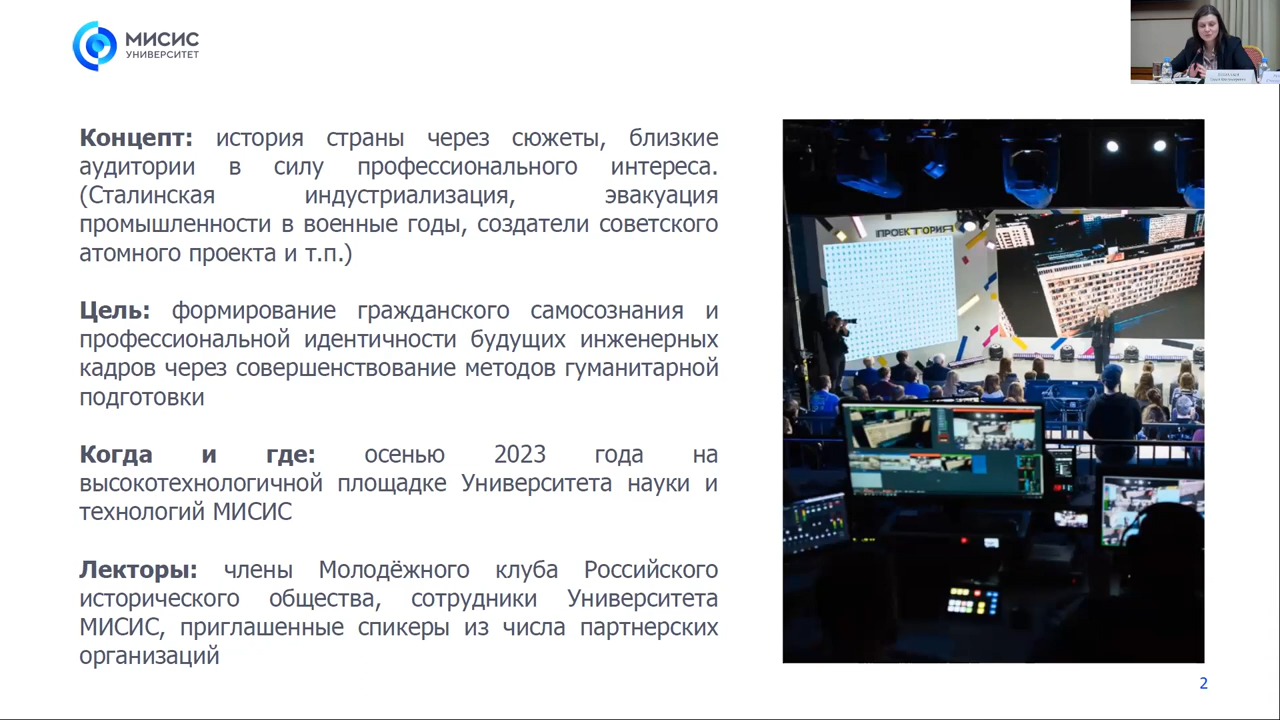 МИСИС
УНИВЕРСИТЕТ
Концепт: история страны через сюжеты, близкие
аудитории в силу профессионального интереса.
(Сталинская индустриализация, эвакуация
промышленности в военные годы, создатели советского
атомного проекта и т.п.)
Цель: формирование гражданского самосознания и
профессиональной идентичности будущих инженерных
кадров через совершенствование методов гуманитарной
подготовки
Когда и где: осенью 2023 года на
высокотехнологичной площадке Университета науки и
технологий МИСИС
Лекторы: члены Молодёжного клуба Российского
исторического общества, сотрудники Университета
МИСИС, приглашенные спикеры из числа партнерских
организаций
ПРОЕКТОРИЯ
2